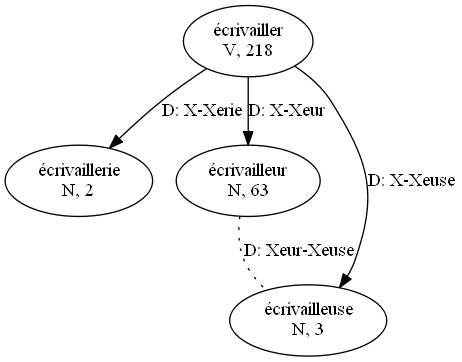 écrivailler
V, 218
D: X-Xerie
D: X-Xeur
écrivaillerie
N, 2
écrivailleur
N, 63
D: X-Xeuse
D: Xeur-Xeuse
écrivailleuse
N, 3